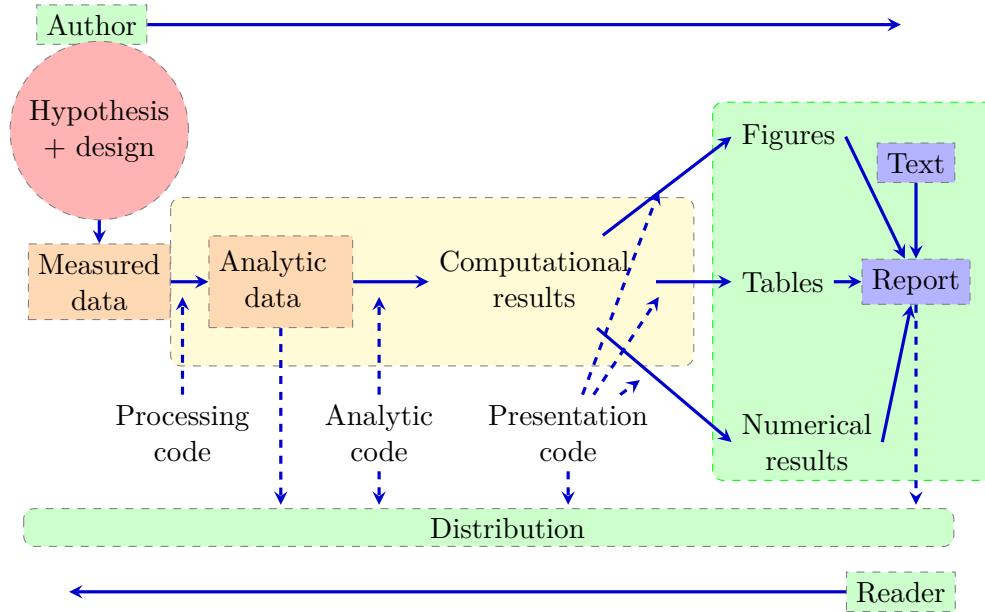 Author
Hypothesis
+ design
Figures
Text
Measured
data
Analytic
data
Computational
results
Tables
Report
Processing
code
Analytic
code
Presentation
code
Numerical
results
Distribution
Reader